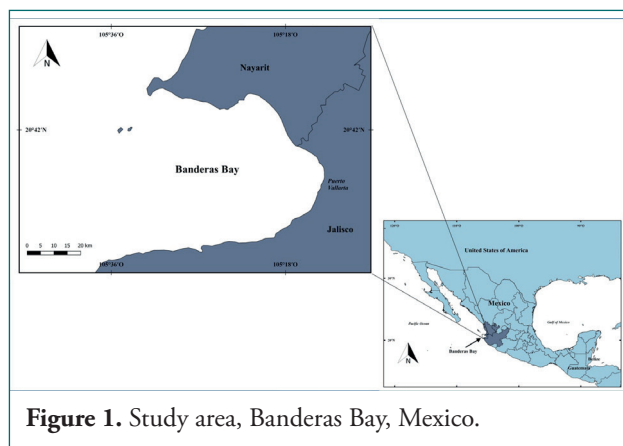 105°36'O
105°18'O
N
Nayarit
20°42'N
20°42'N
Banderas Bay
Puerto
Vallarta
Jalisco
0 5 10 15 20 km
105°36'O
105°18'O
United States of America
Mexico
Gulf of Mexico
Pacific Ocean
Banderas Bay
Belize
Guatemala
N
Figure 1. Study area, Banderas Bay, Mexico.